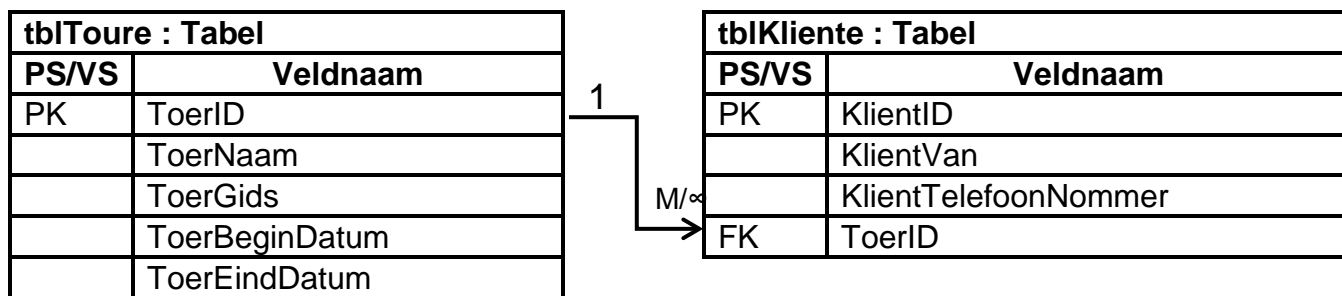 tblToure : Tabel
PS/VS Veldnaam
PK ToerID
ToerNaam
ToerGids
ToerBeginDatum
ToerEindDatum
1
M/∞
tblKliente : Tabel
PS/VS Veldnaam
PK KlientID
KlientVan
KlientTelefoonNommer
FK ToerID